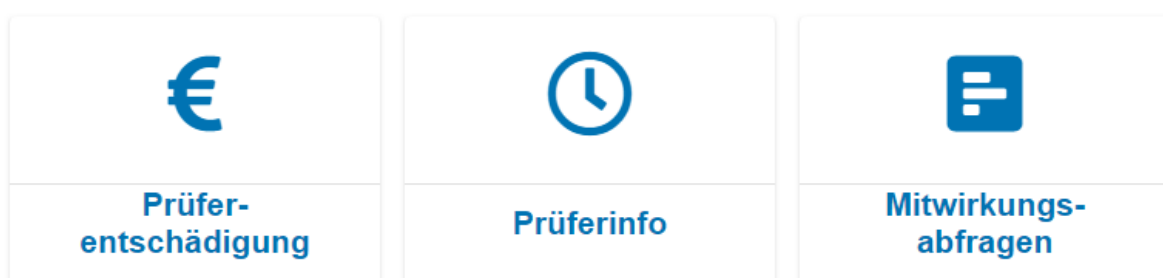 Prüfer-
entschädigung
Prüferinfo
Mitwirkungs-
abfragen